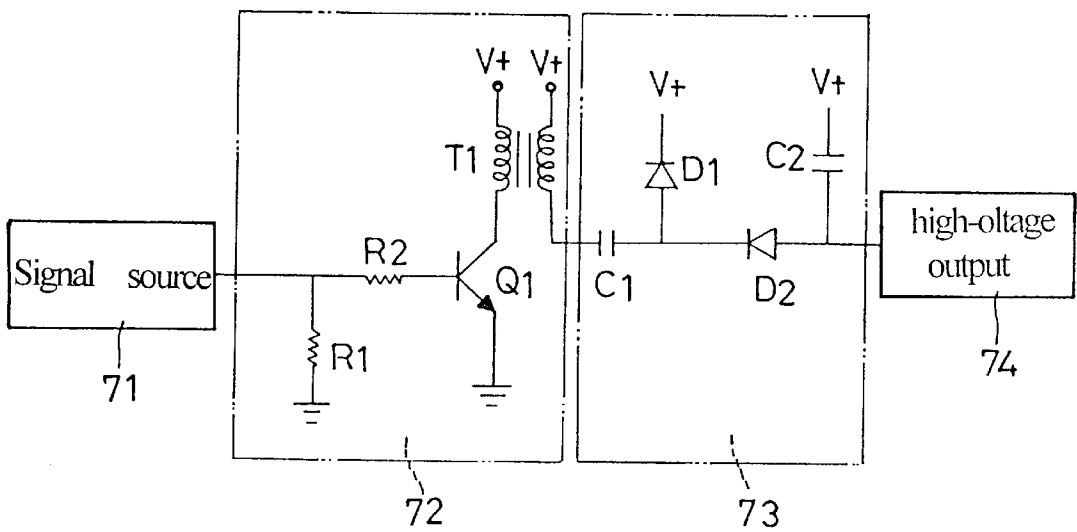 V+
V+
V+
V+
T1
D1
C2
Signal source
R2
Q1
C1
D2
high-oltage
output
R1
71
74
72
73